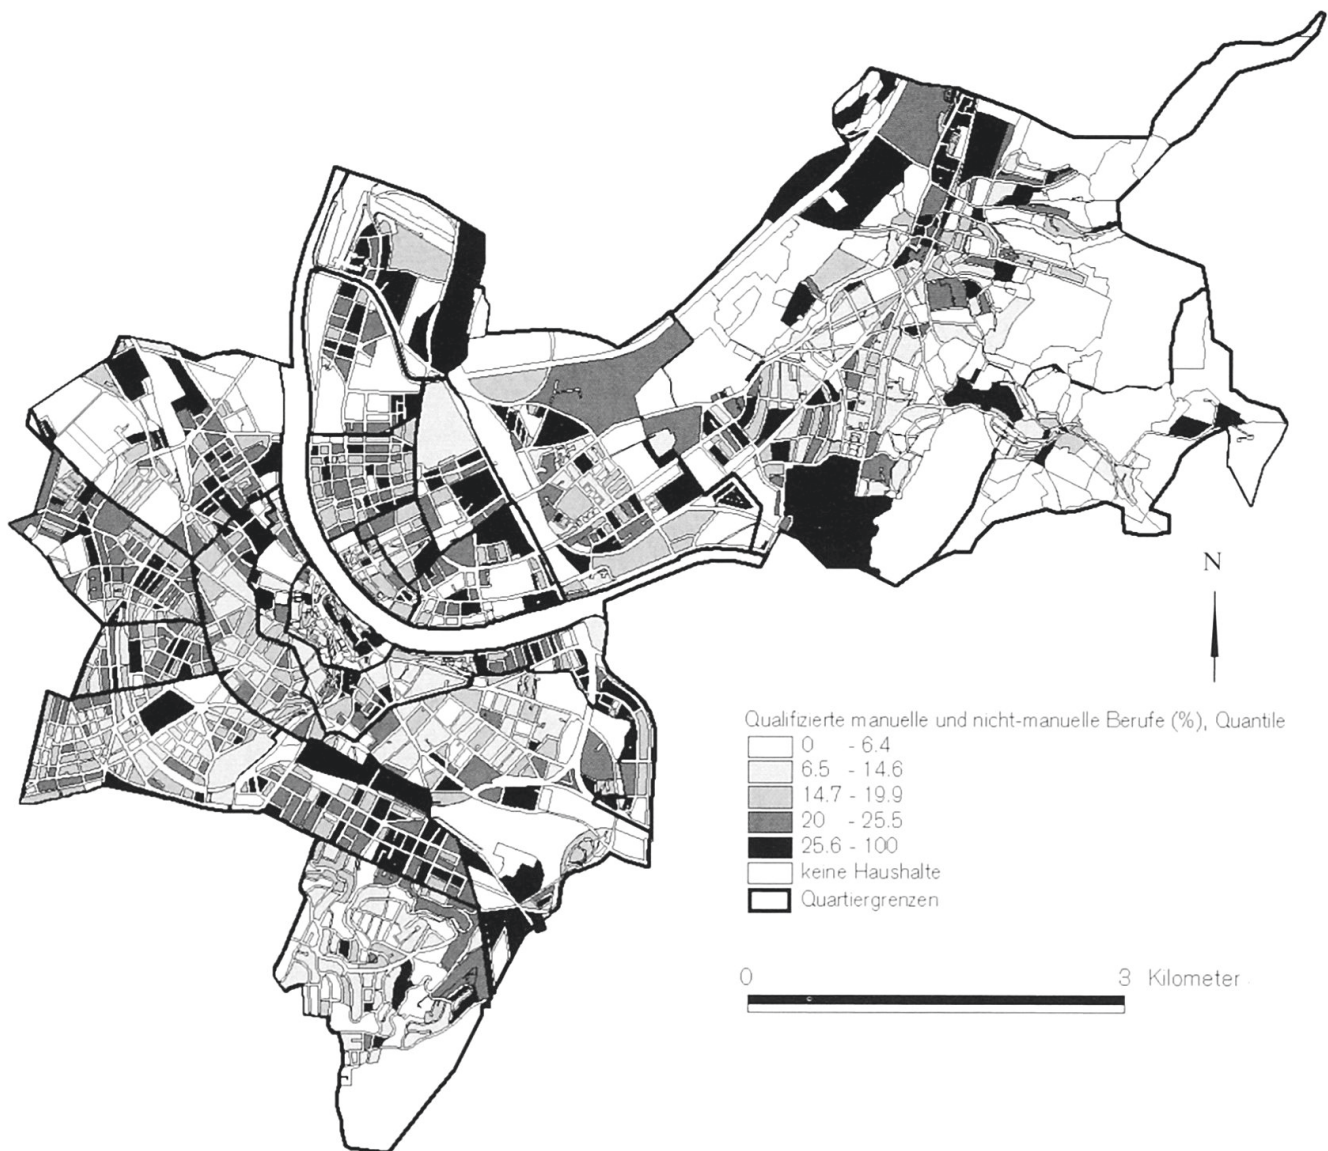 N
Qualifizierte manuelle und nicht-manuelle Berufe (%), Quantile
0 - 6.4
6.5 - 14.6
14.7 - 19.9
20 - 25.5
25.6 - 100
keine Haushalte
Quartiergrenzen
0 3 Kilometer